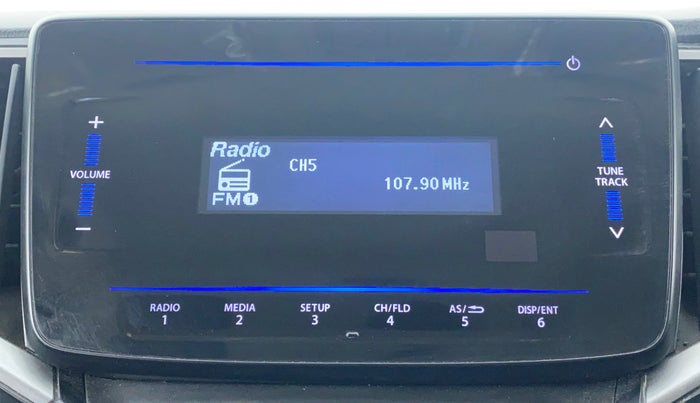 +
VOLUME
−
Radio
CH5
107.90 MHz
FM1
TUNE
TRACK
RADIO MEDIA SETUP CH/FLD AS/ DISP/ENT
1 2 3 4 5 6